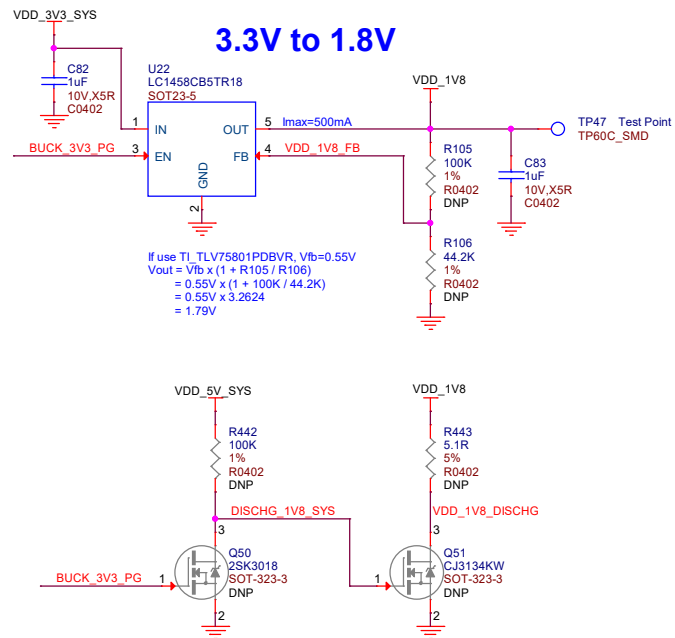 VDD_3V3_SYS
3.3V to 1.8V
C82
1uF
10V,X5R
C0402
U22
LC1458CB5TR18
SOT23-5
VDD_1V8
1
IN
OUT
5
Imax=500mA
TP47 Test Point
TP60C_SMD
BUCK_3V3_PG
3
EN
FB
4
VDD_1V8_FB
GND
2
R105
100K
1%
R0402
DNP
C83
1uF
10V,X5R
C0402
R106
44.2K
1%
R0402
DNP
If use TI_TLV75801PDBVR, Vfb=0.55V
Vout = Vfb x (1 + R105 / R106)
= 0.55V x (1 + 100K / 44.2K)
= 0.55V x 3.2624
= 1.79V
VDD_5V_SYS
R442
100K
1%
R0402
DNP
VDD_1V8
R443
5.1R
5%
R0402
DNP
DISCHG_1V8_SYS
VDD_1V8_DISCHG
3
Q50
2SK3018
SOT-323-3
DNP
BUCK_3V3_PG
1
2
3
Q51
CJ3134KW
SOT-323-3
DNP
1
2